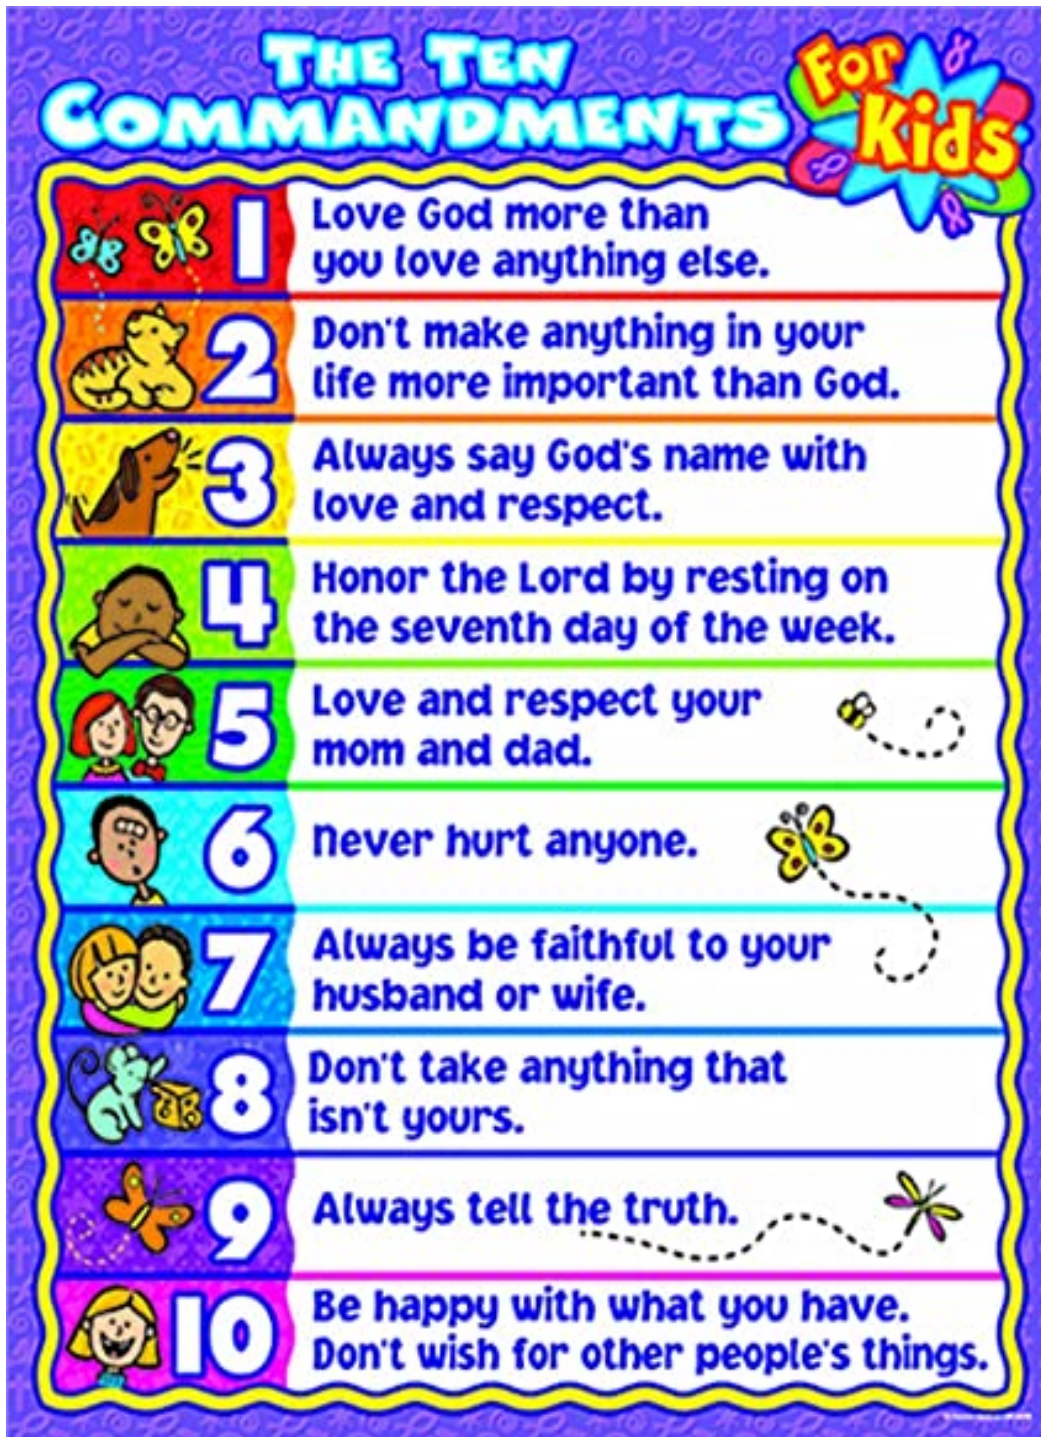 THE TEN
COMMANDMENTS
For
Kids
1
Love God more than
you love anything else.
2
Don't make anything in your
life more important than God.
3
Always say God's name with
love and respect.
4
Honor the Lord by resting on
the seventh day of the week.
5
Love and respect your
mom and dad.
6
Never hurt anyone.
7
Always be faithful to your
husband or wife.
8
Don't take anything that
isn't yours.
9
Always tell the truth.
10
Be happy with what you have.
Don't wish for other people's things.